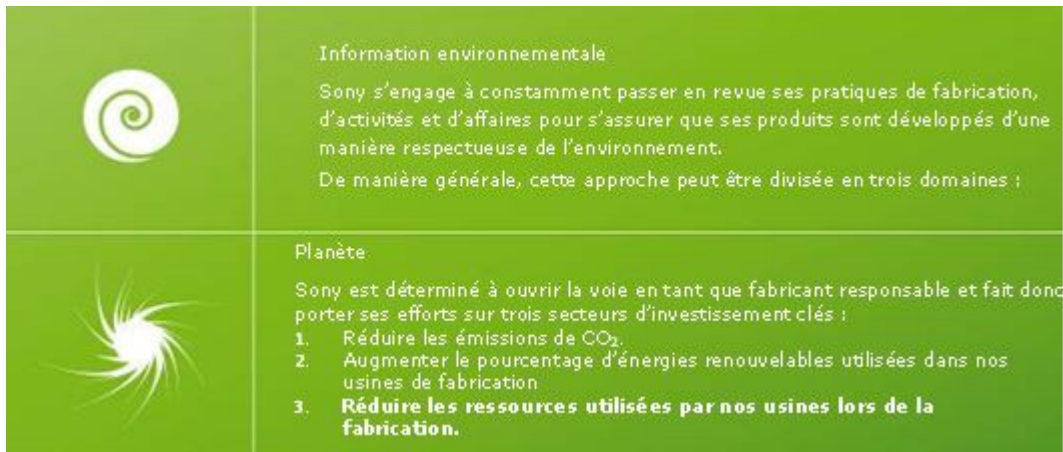 Information environnementale
Sony s'engage à constamment passer en revue ses pratiques de fabrication,
d'activités et d'affaires pour s'assurer que ses produits sont développés d'une
manière respectueuse de l'environnement.
De manière générale, cette approche peut être divisée en trois domaines :
Planète
Sony est déterminé à ouvrir la voie en tant que fabricant responsable et fait donc
porter ses efforts sur trois secteurs d'investissement clés :
1. Réduire les émissions de CO₂.
2. Augmenter le pourcentage d'énergies renouvelables utilisées dans nos
usines de fabrication
3. Réduire les ressources utilisées par nos usines lors de la
fabrication.